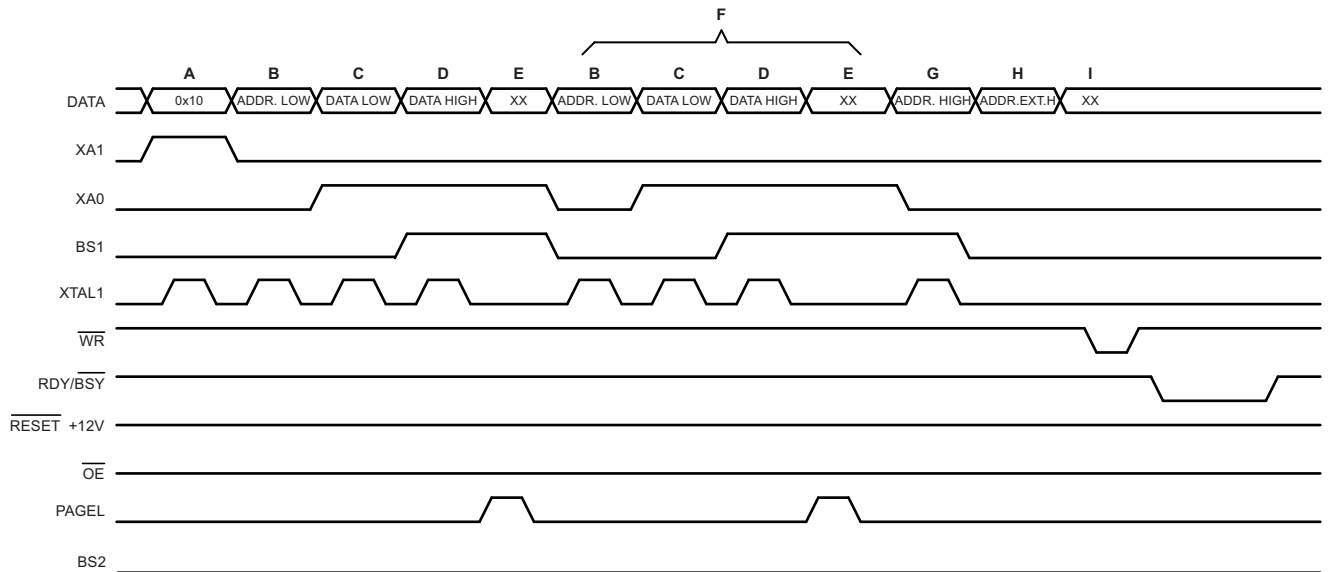 F
A B C D E B C D E G H I
DATA 0x10 ADDR. LOW DATA LOW DATA HIGH XX ADDR. LOW DATA LOW DATA HIGH XX ADDR. HIGH ADDR.EXT.H XX
XA1
XA0
BS1
XTAL1
WR
RDY/BSY
RESET +12V
OE
PAGEL
BS2